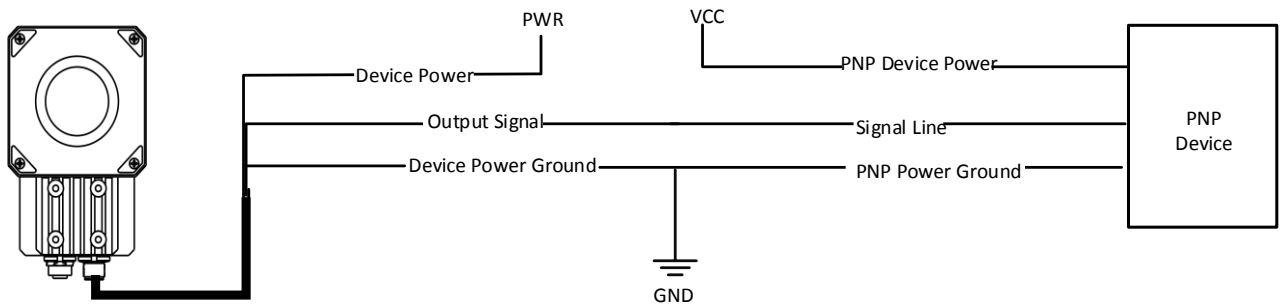 PWR
VCC
Device Power
PNP Device Power
Output Signal
Signal Line
PNP
Device
Device Power Ground
PNP Power Ground
GND